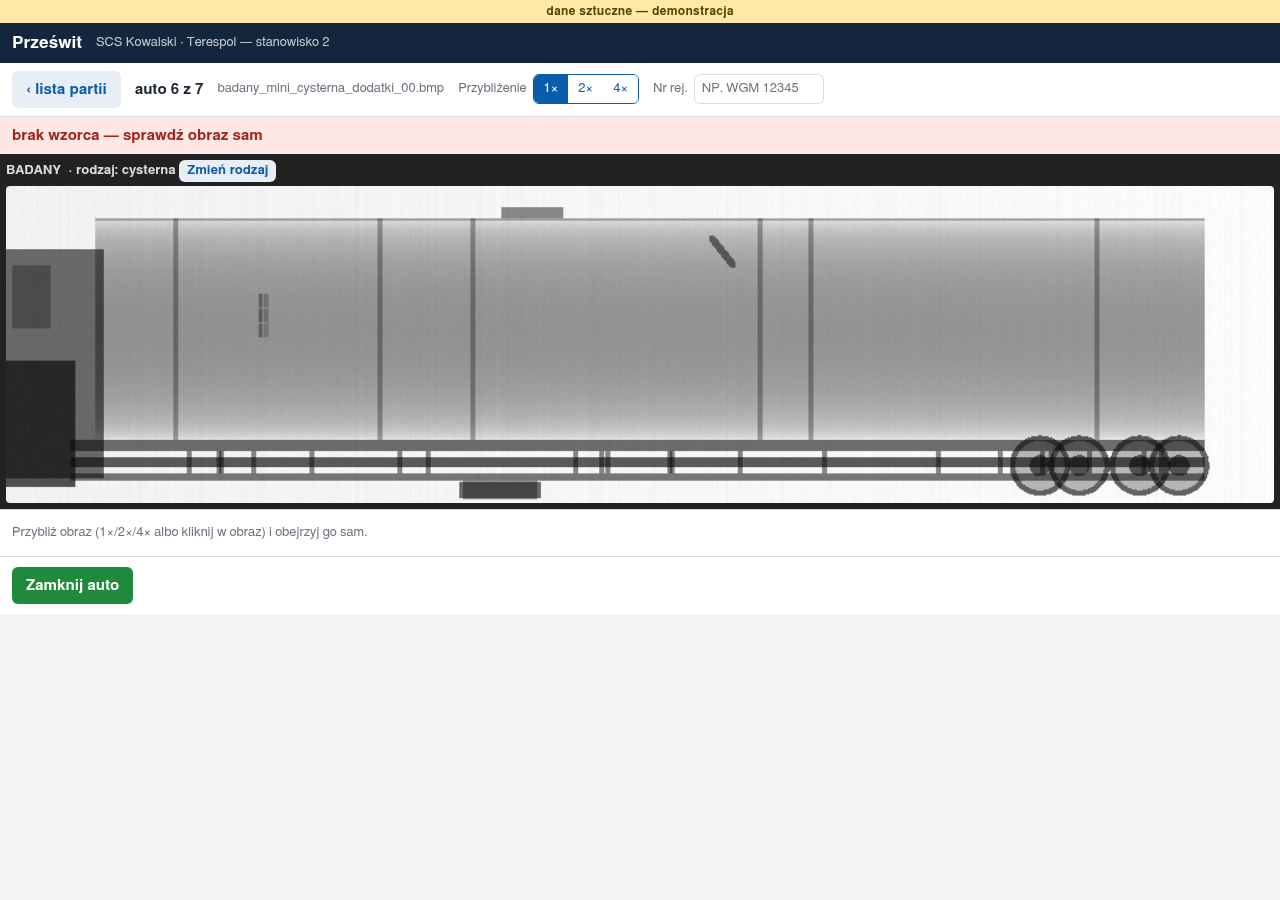 dane sztuczne — demonstracja
Prześwit SCS Kowalski · Terespol — stanowisko 2
‹ lista partii auto 6 z 7 badany_mini_cysterna_dodatki_00.bmp Przybliżenie 1× 2× 4× Nr rej. NP. WGM 12345
brak wzorca — sprawdź obraz sam
BADANY · rodzaj: cysterna Zmień rodzaj
Przybliż obraz (1×/2×/4× albo kliknij w obraz) i obejrzyj go sam.
Zamknij auto